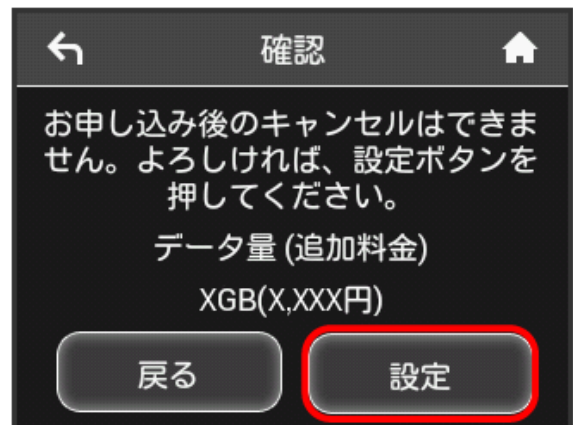 確認
お申し込み後のキャンセルはできま
せん。よろしければ、設定ボタンを
押してください。
データ量 (追加料金)
XGB(X,XXX円)
戻る
設定